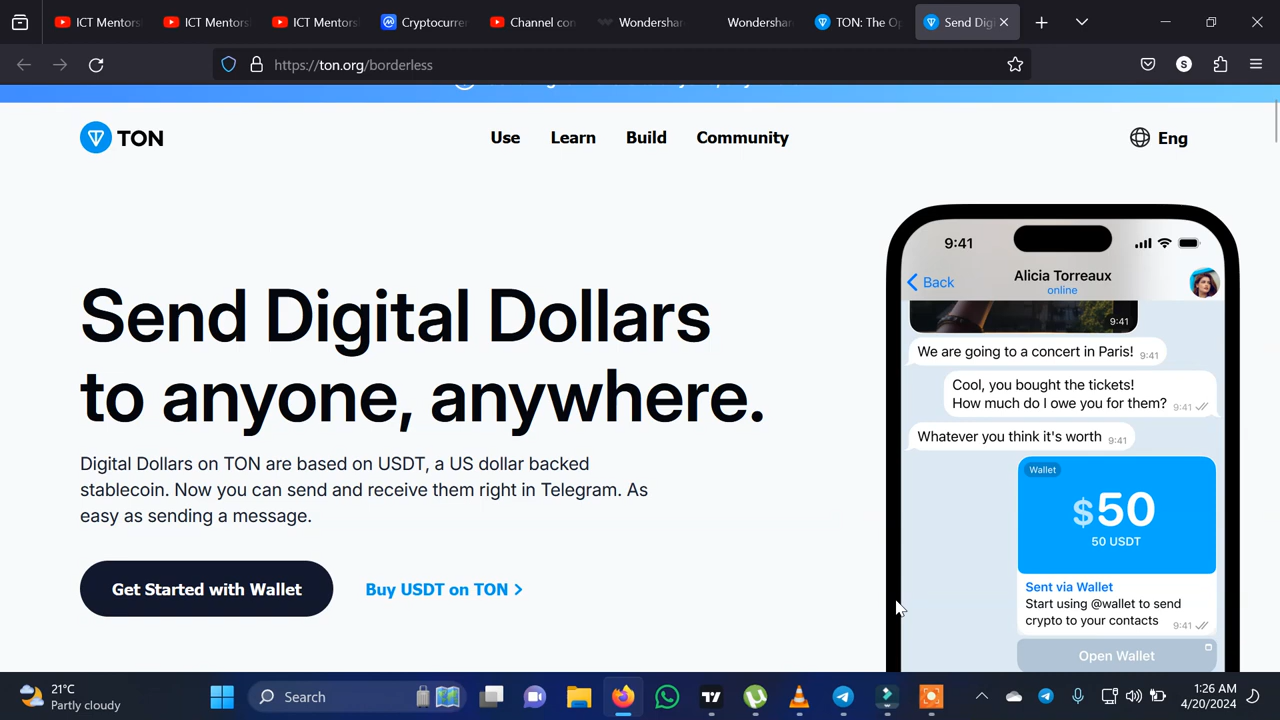 ICT Mentors
ICT Mentors
ICT Mentors
Cryptocurre
Channel con
Wondershar
Wondershar
TON: The Op
Send Digi
https://ton.org/borderless
S
TON
Use
Learn
Build
Community
Eng
Send Digital Dollars
to anyone, anywhere.
Digital Dollars on TON are based on USDT, a US dollar backed
stablecoin. Now you can send and receive them right in Telegram. As
easy as sending a message.
Get Started with Wallet
Buy USDT on TON >
9:41
Back
Alicia Torreaux
online
9:41
We are going to a concert in Paris! 9:41
Cool, you bought the tickets!
How much do I owe you for them? 9:41
Whatever you think it's worth 9:41
Wallet
$50
50 USDT
Sent via Wallet
Start using @wallet to send
crypto to your contacts 9:41
Open Wallet
21°C
Partly cloudy
Search
1:26 AM
4/20/2024